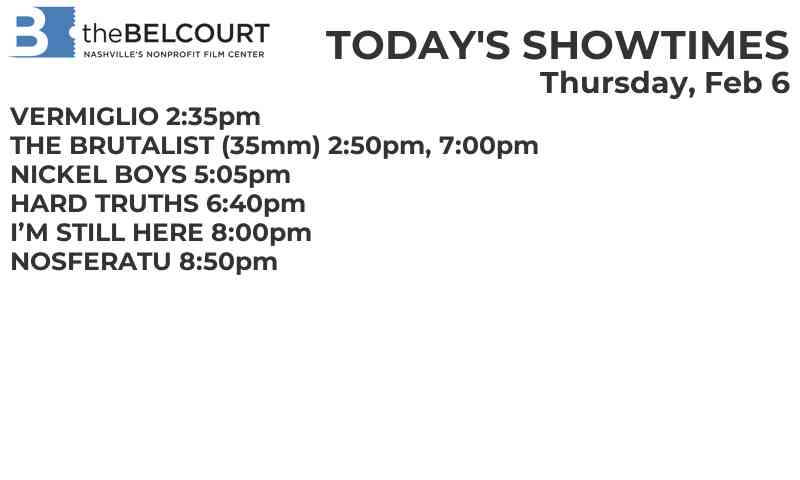 B theBELCOURT
NASHVILLE'S NONPROFIT FILM CENTER
TODAY'S SHOWTIMES
Thursday, Feb 6
VERMIGLIO 2:35pm
THE BRUTALIST (35mm) 2:50pm, 7:00pm
NICKEL BOYS 5:05pm
HARD TRUTHS 6:40pm
I’M STILL HERE 8:00pm
NOSFERATU 8:50pm